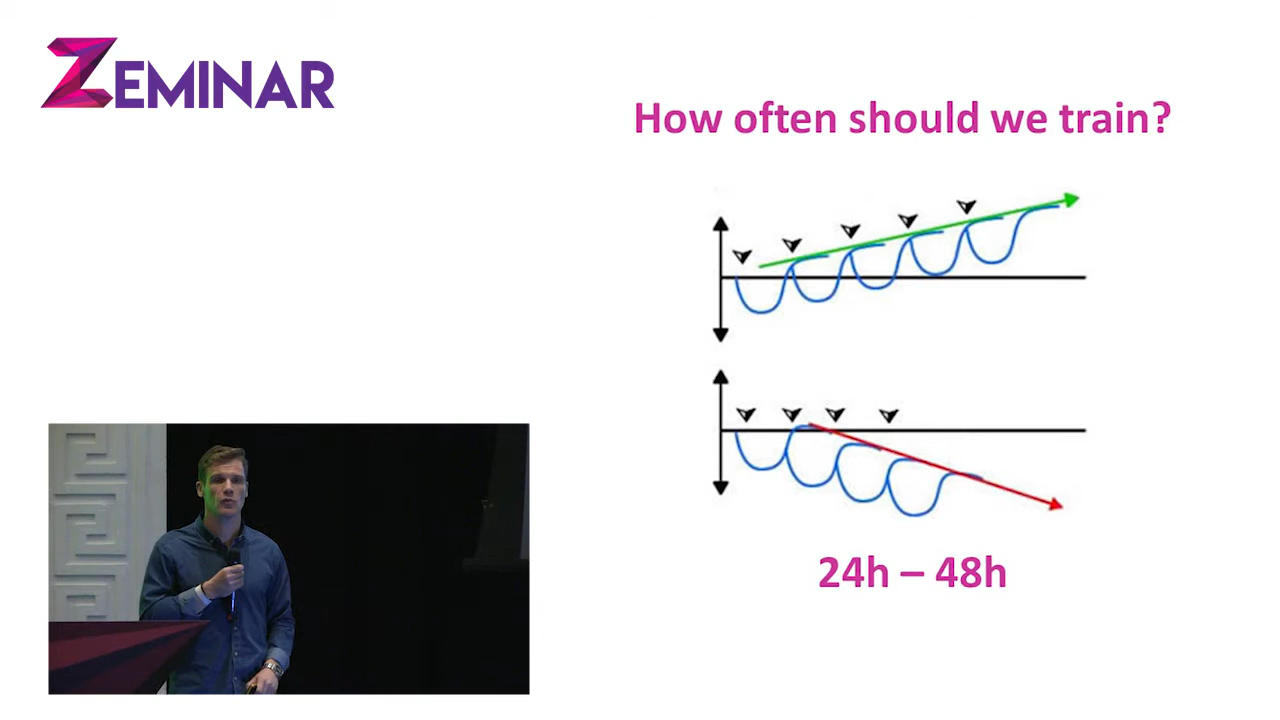 ZEMINAR
How often should we train?
24h – 48h